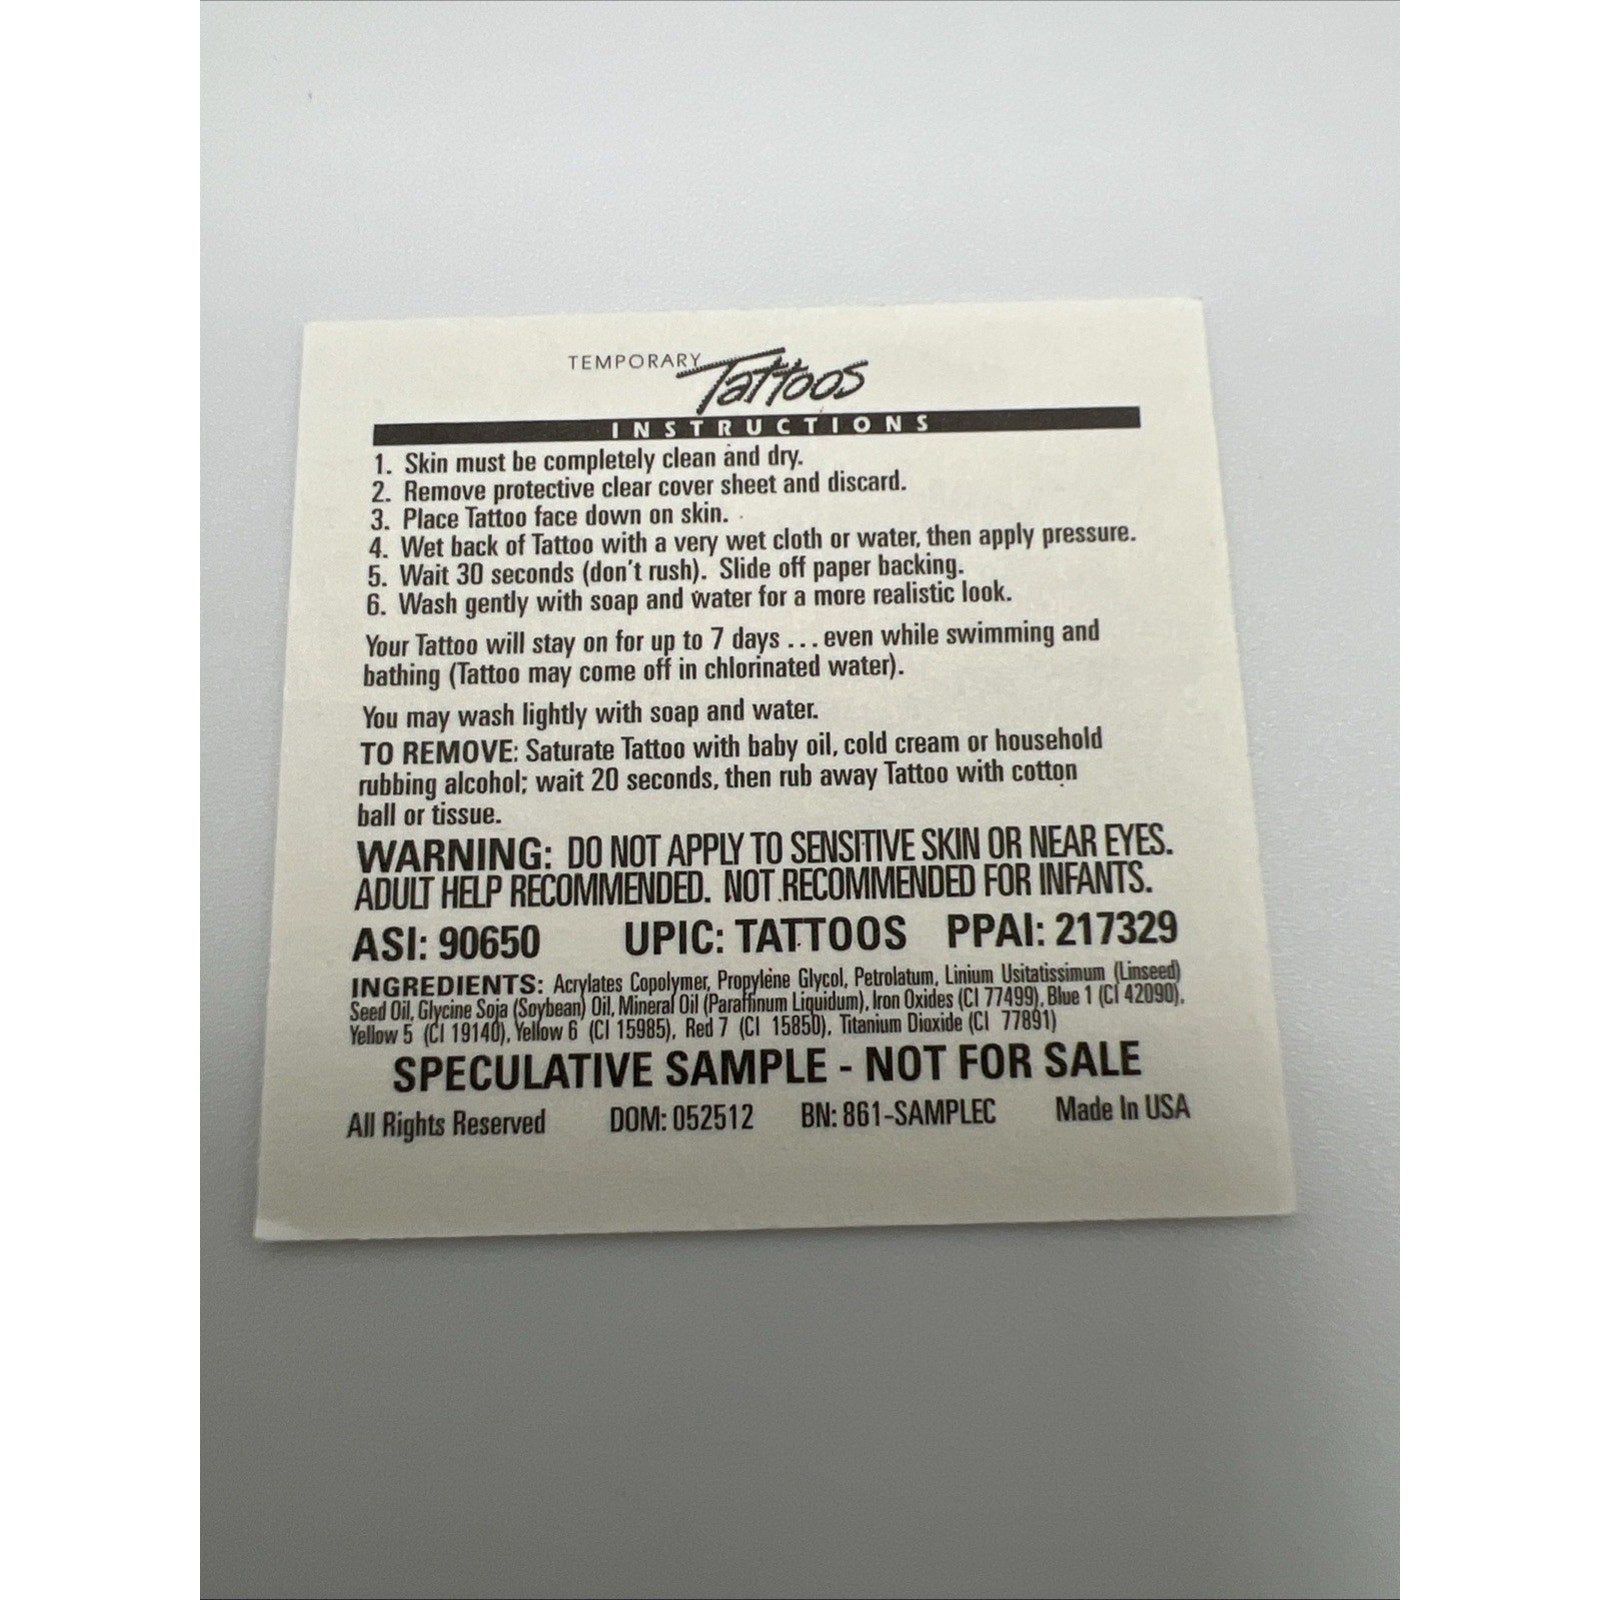 TEMPORARY Tattoos
INSTRUCTIONS
1. Skin must be completely clean and dry.
2. Remove protective clear cover sheet and discard.
3. Place Tattoo face down on skin.
4. Wet back of Tattoo with a very wet cloth or water, then apply pressure.
5. Wait 30 seconds (don't rush). Slide off paper backing.
6. Wash gently with soap and water for a more realistic look.
Your Tattoo will stay on for up to 7 days ... even while swimming and
bathing (Tattoo may come off in chlorinated water).
You may wash lightly with soap and water.
TO REMOVE: Saturate Tattoo with baby oil, cold cream or household
rubbing alcohol; wait 20 seconds, then rub away Tattoo with cotton
ball or tissue.
WARNING: DO NOT APPLY TO SENSITIVE SKIN OR NEAR EYES.
ADULT HELP RECOMMENDED. NOT RECOMMENDED FOR INFANTS.
ASI: 90650 UPIC: TATTOOS PPAI: 217329
INGREDIENTS: Acrylates Copolymer, Propylene Glycol, Petrolatum, Linium Usitatissimum (Linseed)
Seed Oil, Glycine Soja (Soybean) Oil, Mineral Oil (Paraffinum Liquidum), Iron Oxides (CI 77499), Blue 1 (CI 42090),
Yellow 5 (CI 19140), Yellow 6 (CI 15985), Red 7 (CI 15850), Titanium Dioxide (CI 77891)
SPECULATIVE SAMPLE - NOT FOR SALE
All Rights Reserved DOM: 052512 BN: 861-SAMPLEC Made In USA